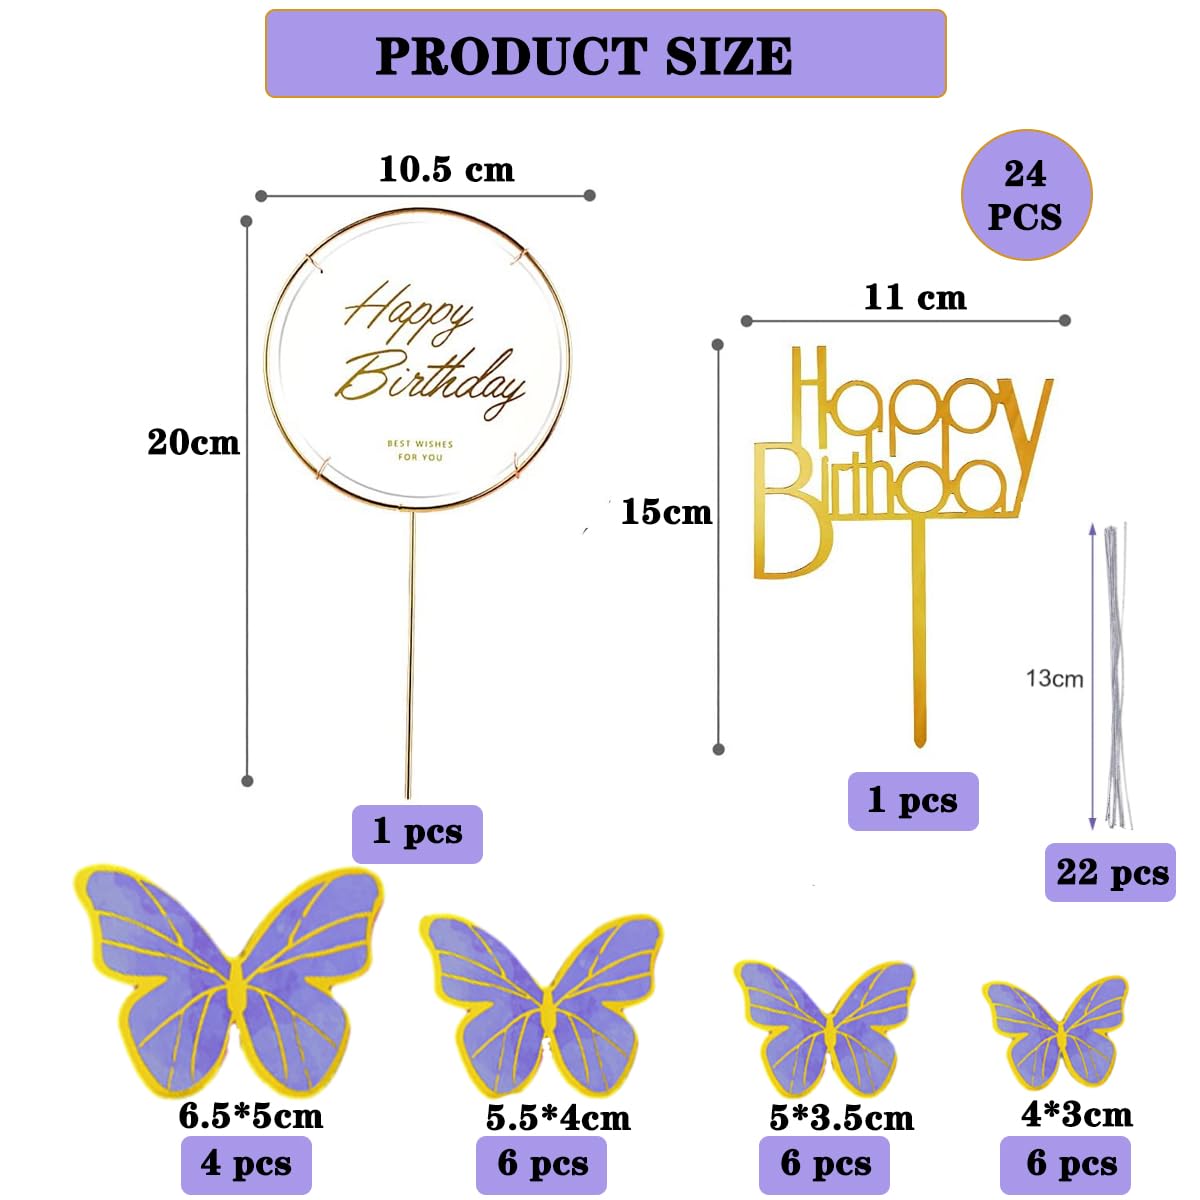 PRODUCT SIZE
24
PCS
10.5 cm
11 cm
Happy
Birthday
BEST WISHES
FOR YOU
20cm
Happy
Birthday
15cm
13cm
1 pcs
1 pcs
22 pcs
6.5*5cm
5.5*4cm
5*3.5cm
4*3cm
4 pcs
6 pcs
6 pcs
6 pcs